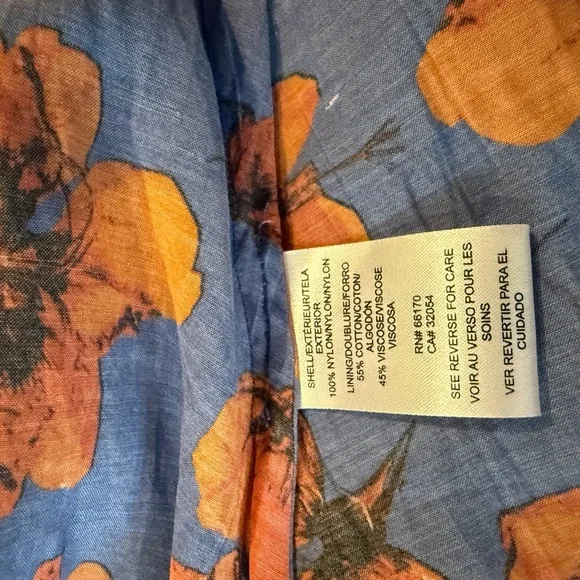 SHELL/EXTÉRIEUR/TELA
EXTERIOR
100% NYLON/NYLON/NYLON
LINING/DOUBLURE/FORRO
55% COTTON/COTON/
ALGODÓN
45% VISCOSE/VISCOSE
VISCOSA
RN# 66170
CA# 32054
SEE REVERSE FOR CARE
VOIR AU VERSO POUR LES
SOINS
VER REVERTIR PARA EL
CUIDADO